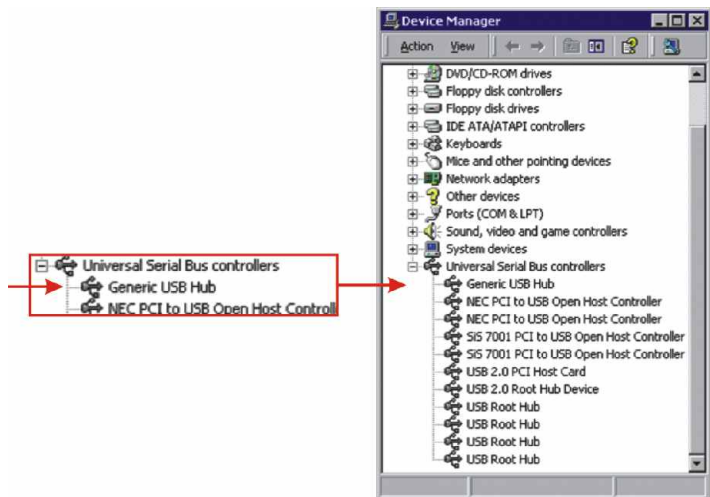 Universal Serial Bus controllers
Generic USB Hub
NEC PCI to USB Open Host Controll
Device Manager
Action View
DVD/CD-ROM drives
Floppy disk controllers
Floppy disk drives
IDE ATA/ATAPI controllers
Keyboards
Mice and other pointing devices
Network adapters
Other devices
Ports (COM & LPT)
Sound, video and game controllers
System devices
Universal Serial Bus controllers
Generic USB Hub
NEC PCI to USB Open Host Controller
NEC PCI to USB Open Host Controller
SiS 7001 PCI to USB Open Host Controller
SiS 7001 PCI to USB Open Host Controller
USB 2.0 PCI Host Card
USB 2.0 Root Hub Device
USB Root Hub
USB Root Hub
USB Root Hub
USB Root Hub